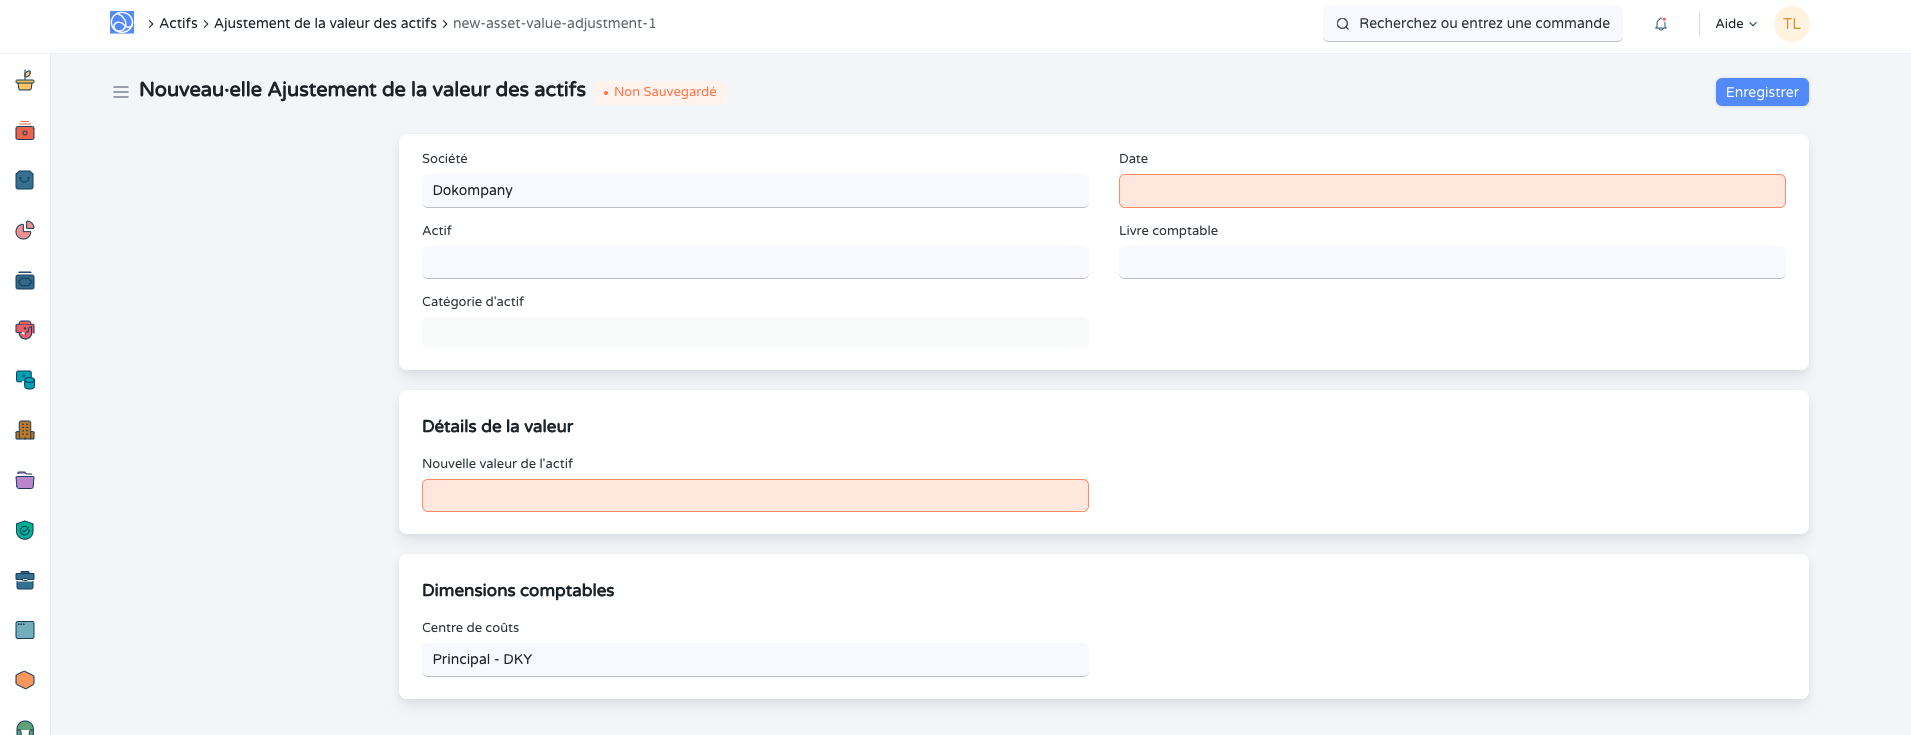 Actifs
Ajustement de la valeur des actifs
new-asset-value-adjustment-1
Recherchez ou entrez une commande
Aide
TL
Nouveau·elle Ajustement de la valeur des actifs
Non Sauvegardé
Enregistrer
Société
Dokompany
Date
Actif
Livre comptable
Catégorie d'actif
Détails de la valeur
Nouvelle valeur de l'actif
Dimensions comptables
Centre de coûts
Principal - DKY